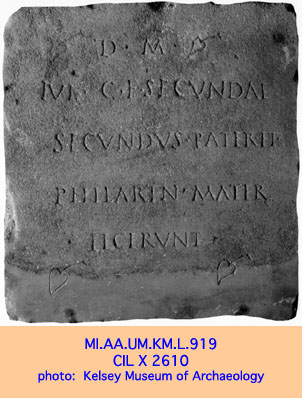 D · M ·
IVL · C · F · SECVNDAE
SECVNDVS · PATER ET
MATER
· FECERVNT ·
MI.AA.UM.KM.L.919
CIL X 2610
photo: Kelsey Museum of Archaeology